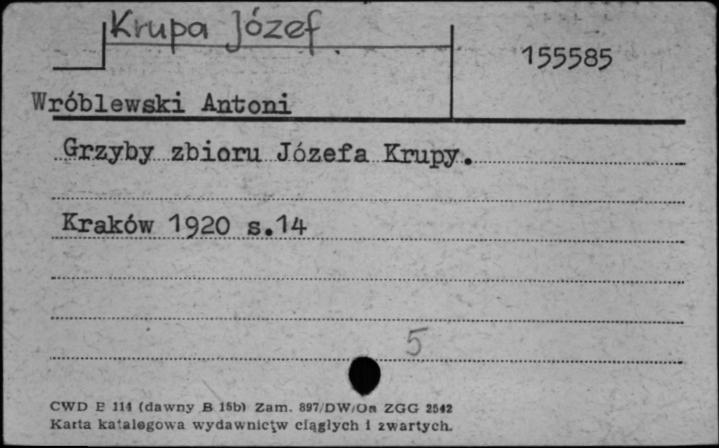 Krupa Józef
155585
Wróblewski Antoni
Grzyby zbioru Józefa Krupy.
Kraków 1920 s.14
5
CWD E 114 (dawny B 15b) Zam. 897/DW/On ZGG 2542
Karta katalogowa wydawnictw ciągłych i zwartych.